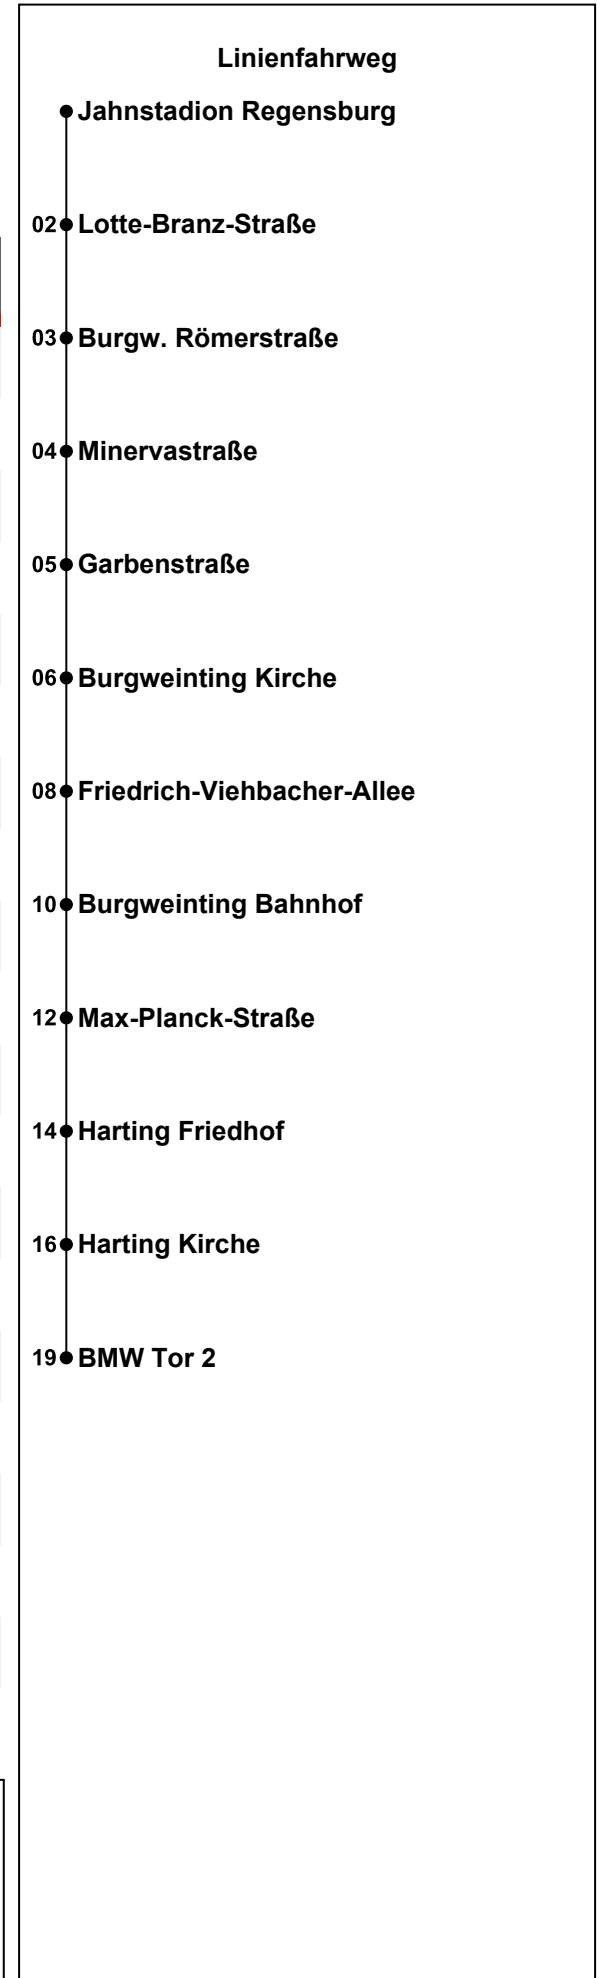 Linienfahrweg
Jahnstadion Regensburg
02 Lotte-Branz-Straße
03 Burgw. Römerstraße
04 Minervastraße
05 Garbenstraße
06 Burgweinting Kirche
08 Friedrich-Viehbacher-Allee
10 Burgweinting Bahnhof
12 Max-Planck-Straße
14 Harting Friedhof
16 Harting Kirche
19 BMW Tor 2